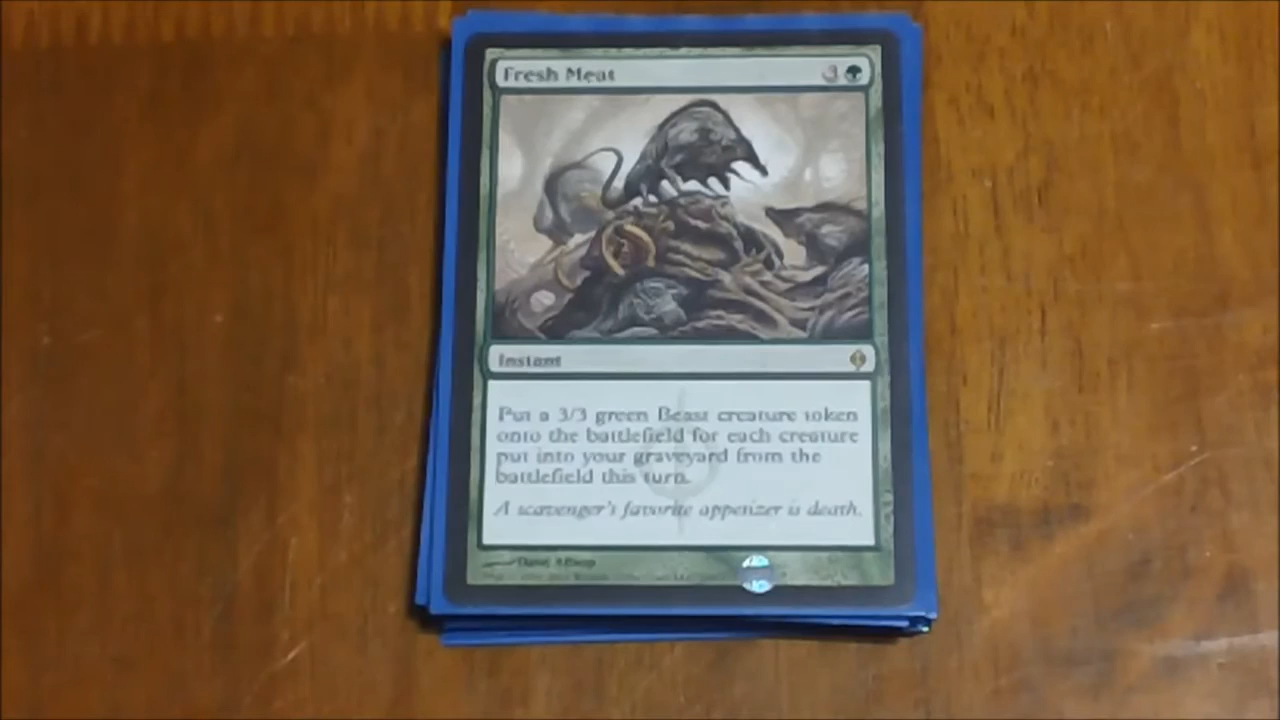 Fresh Meat 3
Instant
Put a 3/3 green Beast creature token
onto the battlefield for each creature
put into your graveyard from the
battlefield this turn.
A scavenger's favorite appetizer is death.